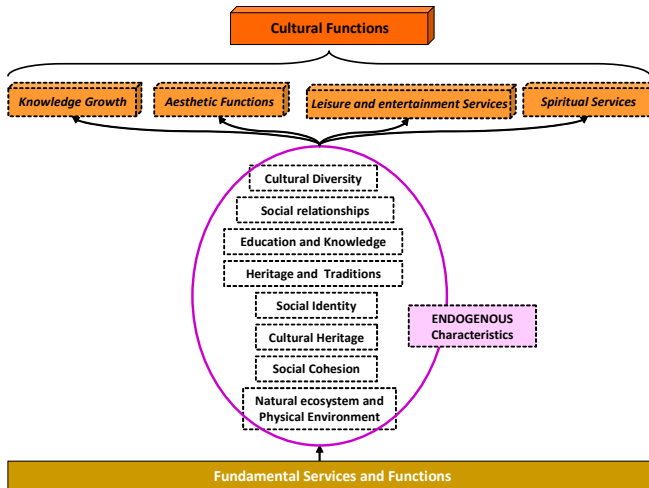 Cultural Functions
Knowledge Growth
Aesthetic Functions
Leisure and entertainment Services
Spiritual Services
Cultural Diversity
Social relationships
Education and Knowledge
Heritage and Traditions
Social Identity
ENDOGENOUS
Characteristics
Cultural Heritage
Social Cohesion
Natural ecosystem and
Physical Environment
Fundamental Services and Functions